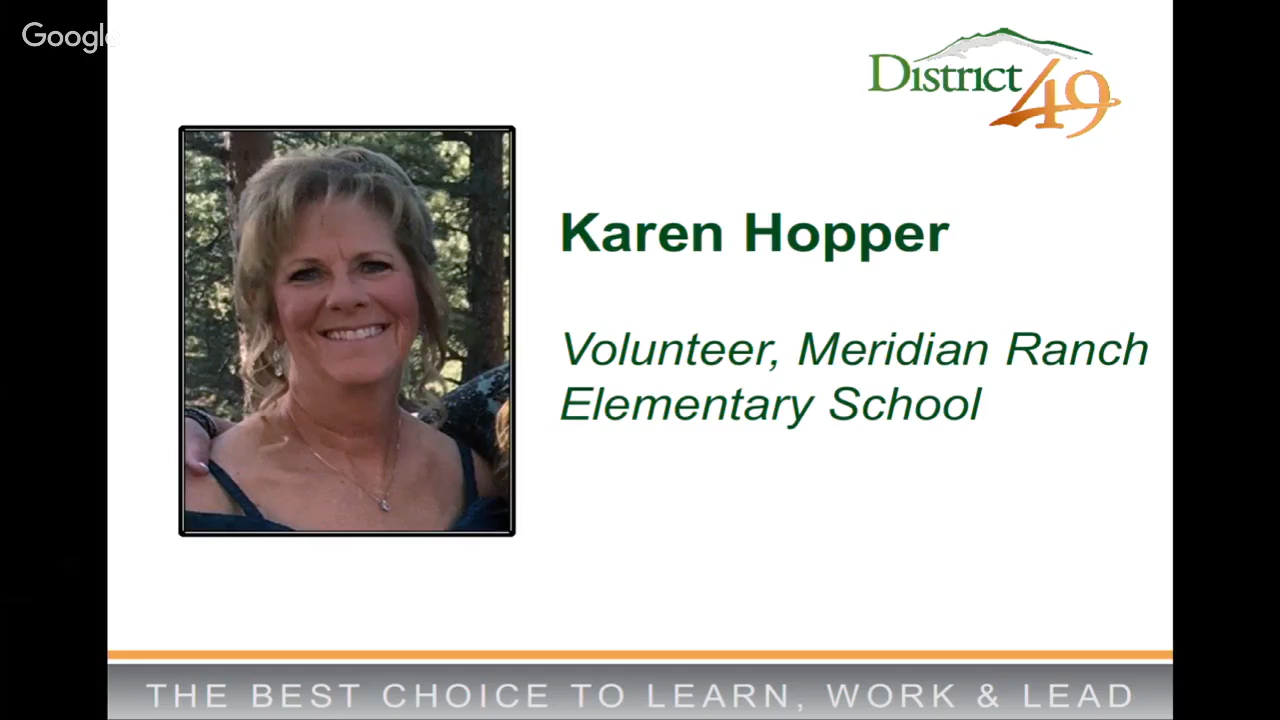 Google
District 49
Karen Hopper
Volunteer, Meridian Ranch
Elementary School
THE BEST CHOICE TO LEARN, WORK & LEAD